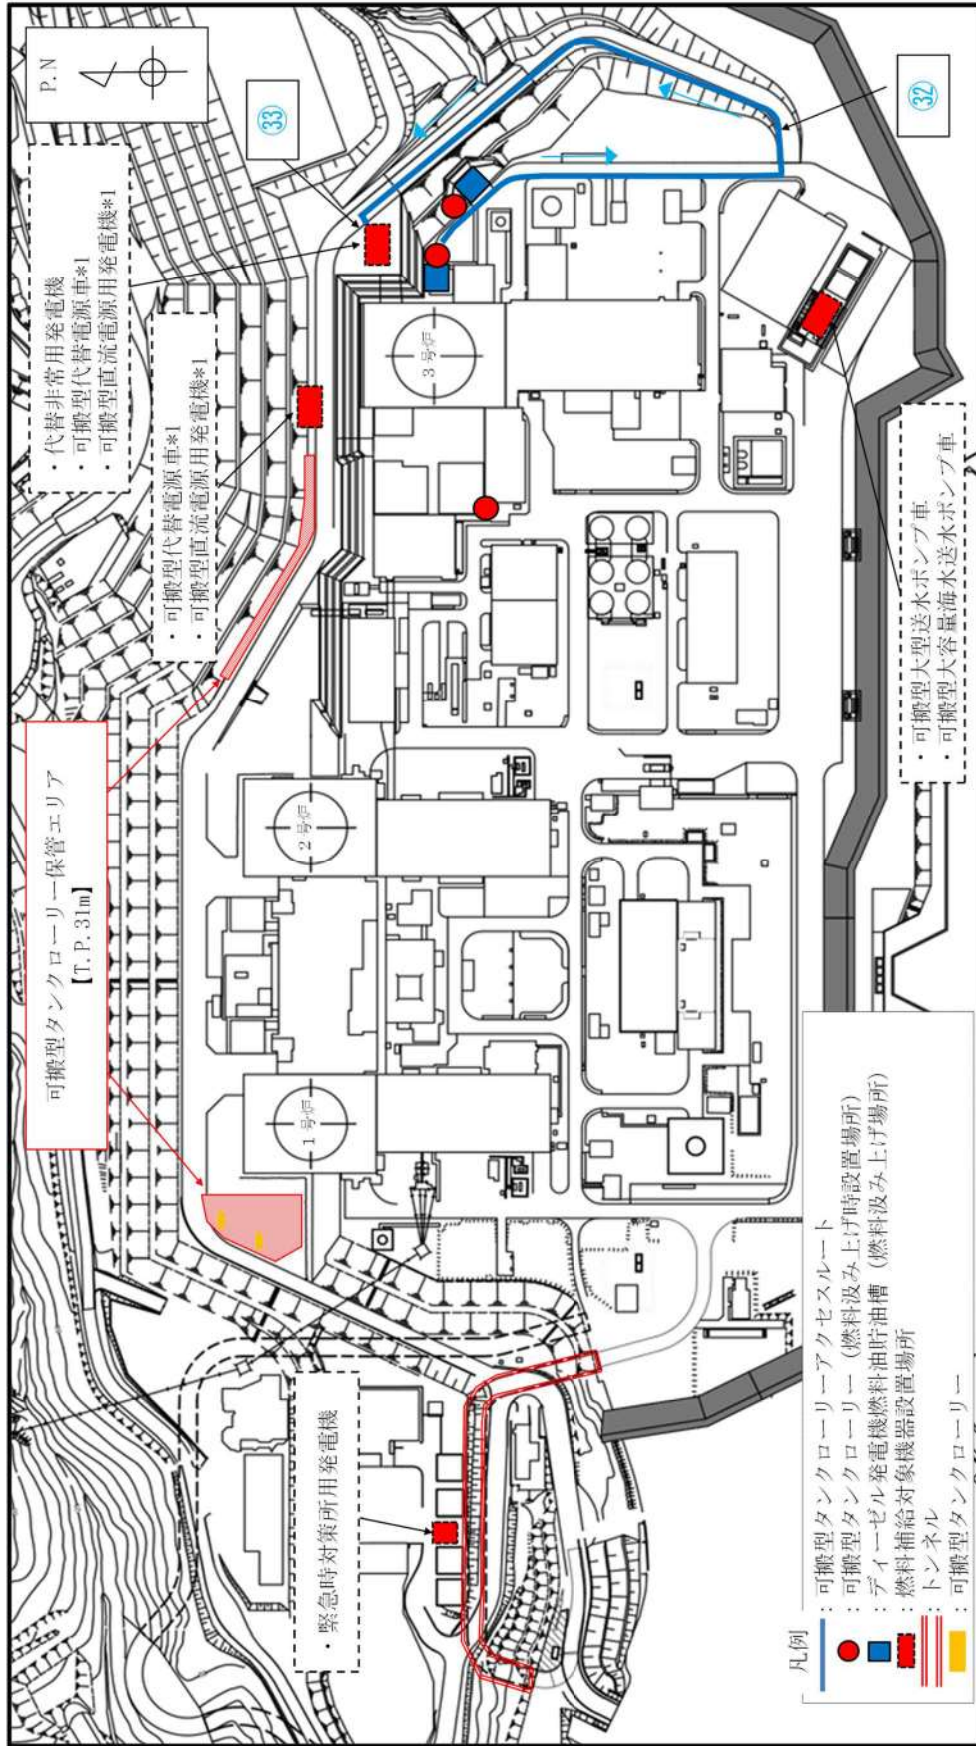 P.N
・代替非常用発電機
・可搬型代替電源車*1
・可搬型直流電源用発電機*1
・可搬型代替電源車*1
・可搬型直流電源用発電機*1
㉝
㉜
可搬型タンクローリー保管エリア
【T.P.31m】
3号炉
2号炉
1号炉
・緊急時対策所用発電機
・可搬型大型送水ポンプ車
・可搬型大容量海水送水ポンプ車
凡例
：可搬型タンクローリーアクセスルート
：可搬型タンクローリー（燃料汲み上げ時設置場所）
：ディーゼル発電機燃料油貯油槽（燃料汲み上げ場所）
：燃料補給対象機器設置場所
：トンネル
：可搬型タンクローリー